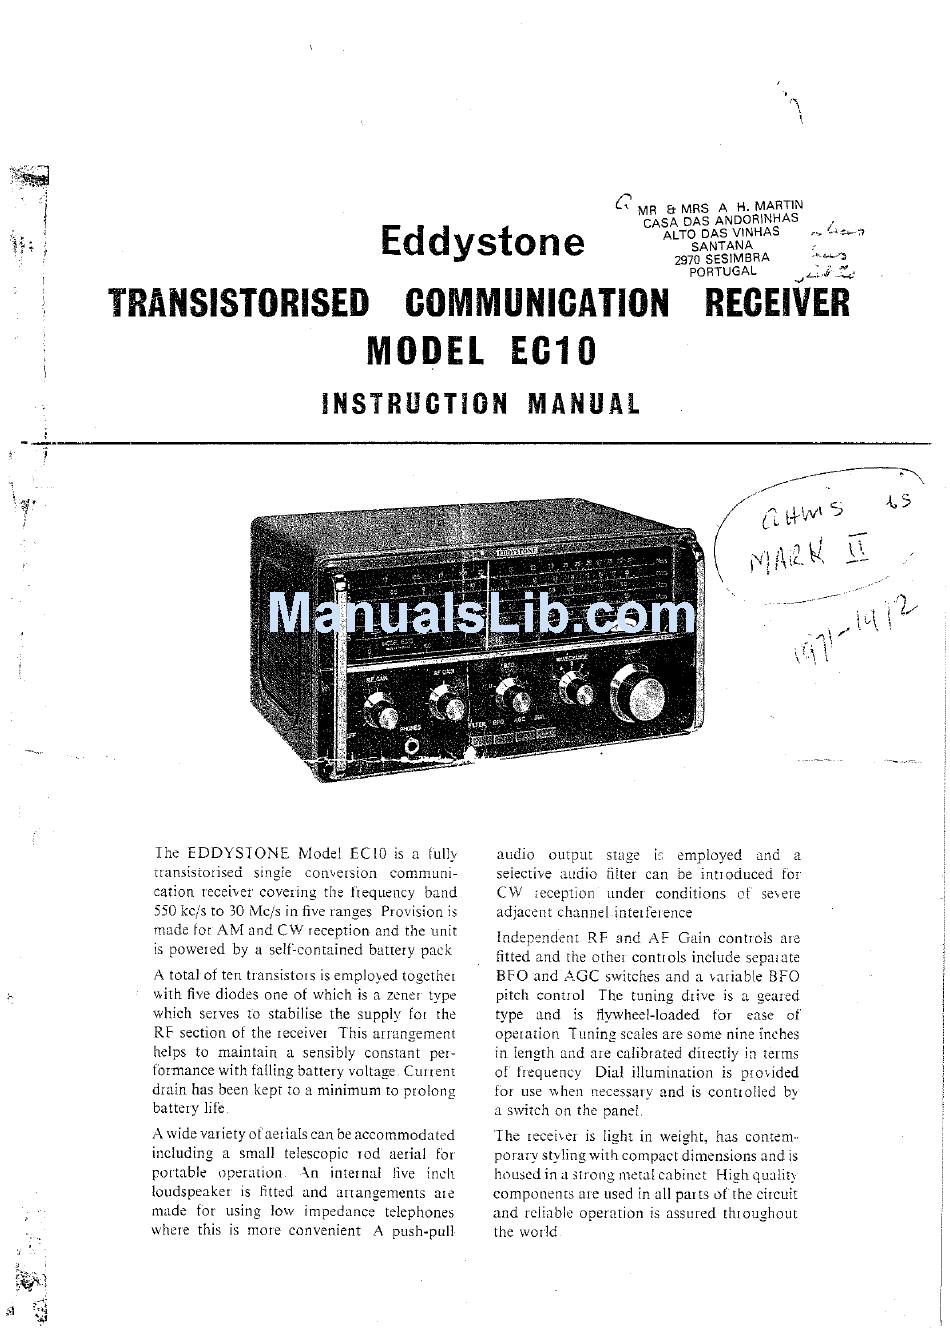 MR & MRS A H. MARTIN
CASA DAS ANDORINHAS
ALTO DAS VINHAS
SANTANA
2970 SESIMBRA
PORTUGAL
Eddystone
TRANSISTORISED COMMUNICATION RECEIVER
MODEL EC10
INSTRUCTION MANUAL
is
MARK II
1971-1972
EDDYSTONE
ManualsLib.com
RF GAIN
AF GAIN
PHONES
BFO AGC
The EDDYSTONE Model EC10 is a fully
transistorised single conversion communi-
cation receiver covering the frequency band
550 kc/s to 30 Mc/s in five ranges Provision is
made for AM and CW reception and the unit
is powered by a self-contained battery pack
A total of ten transistors is employed together
with five diodes one of which is a zener type
which serves to stabilise the supply for the
RF section of the receiver This arrangement
helps to maintain a sensibly constant per-
formance with falling battery voltage. Current
drain has been kept to a minimum to prolong
battery life.
A wide variety of aerials can be accommodated
including a small telescopic rod aerial for
portable operation. An internal five inch
loudspeaker is fitted and arrangements are
made for using low impedance telephones
where this is more convenient A push-pull
audio output stage is employed and a
selective audio filter can be introduced for
CW reception under conditions of severe
adjacent channel interference
Independent RF and AF Gain controls are
fitted and the other controls include separate
BFO and AGC switches and a variable BFO
pitch control The tuning drive is a geared
type and is flywheel-loaded for ease of
operation Tuning scales are some nine inches
in length and are calibrated directly in terms
of frequency Dial illumination is provided
for use when necessary and is controlled by
a switch on the panel.
The receiver is light in weight, has contem-
porary styling with compact dimensions and is
housed in a strong metal cabinet High quality
components are used in all parts of the circuit
and reliable operation is assured throughout
the world